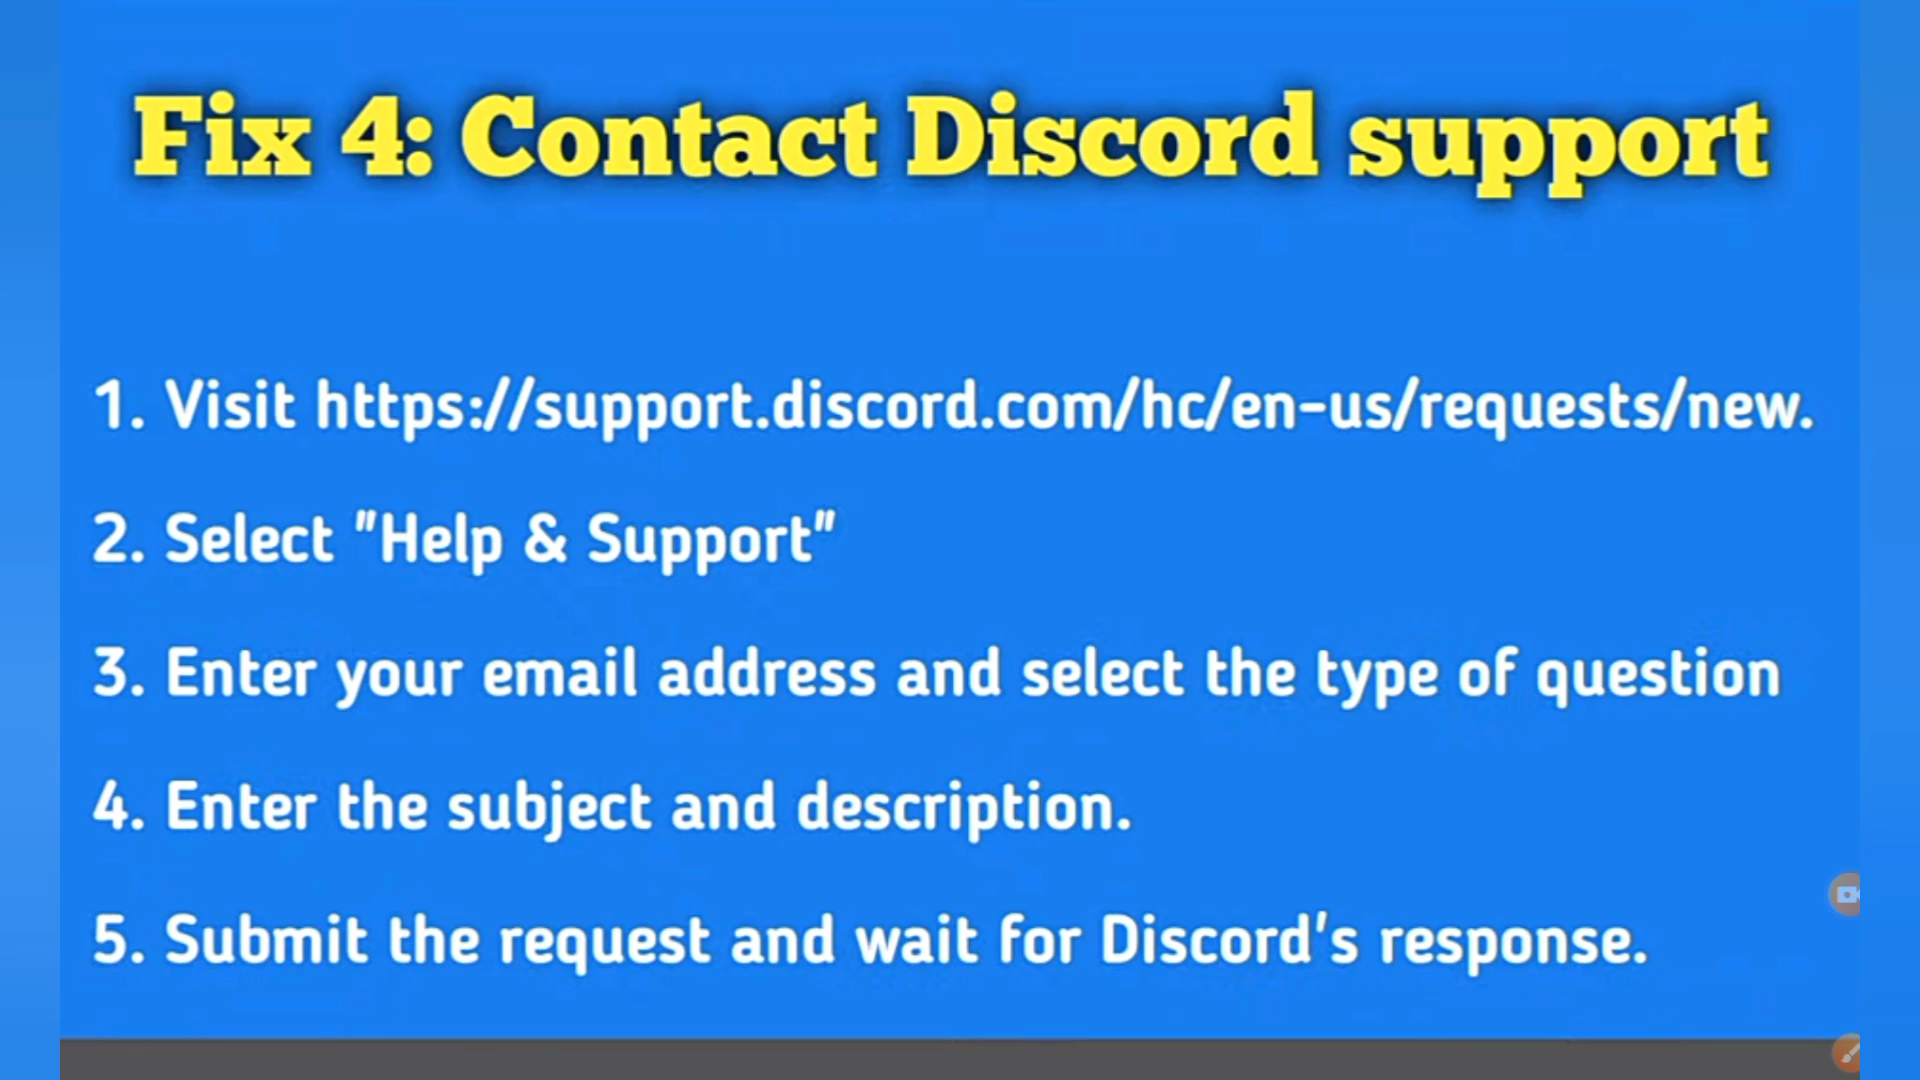 Fix 4: Contact Discord support
1. Visit https://support.discord.com/hc/en-us/requests/new.
2. Select "Help & Support"
3. Enter your email address and select the type of question
4. Enter the subject and description.
5. Submit the request and wait for Discord's response.